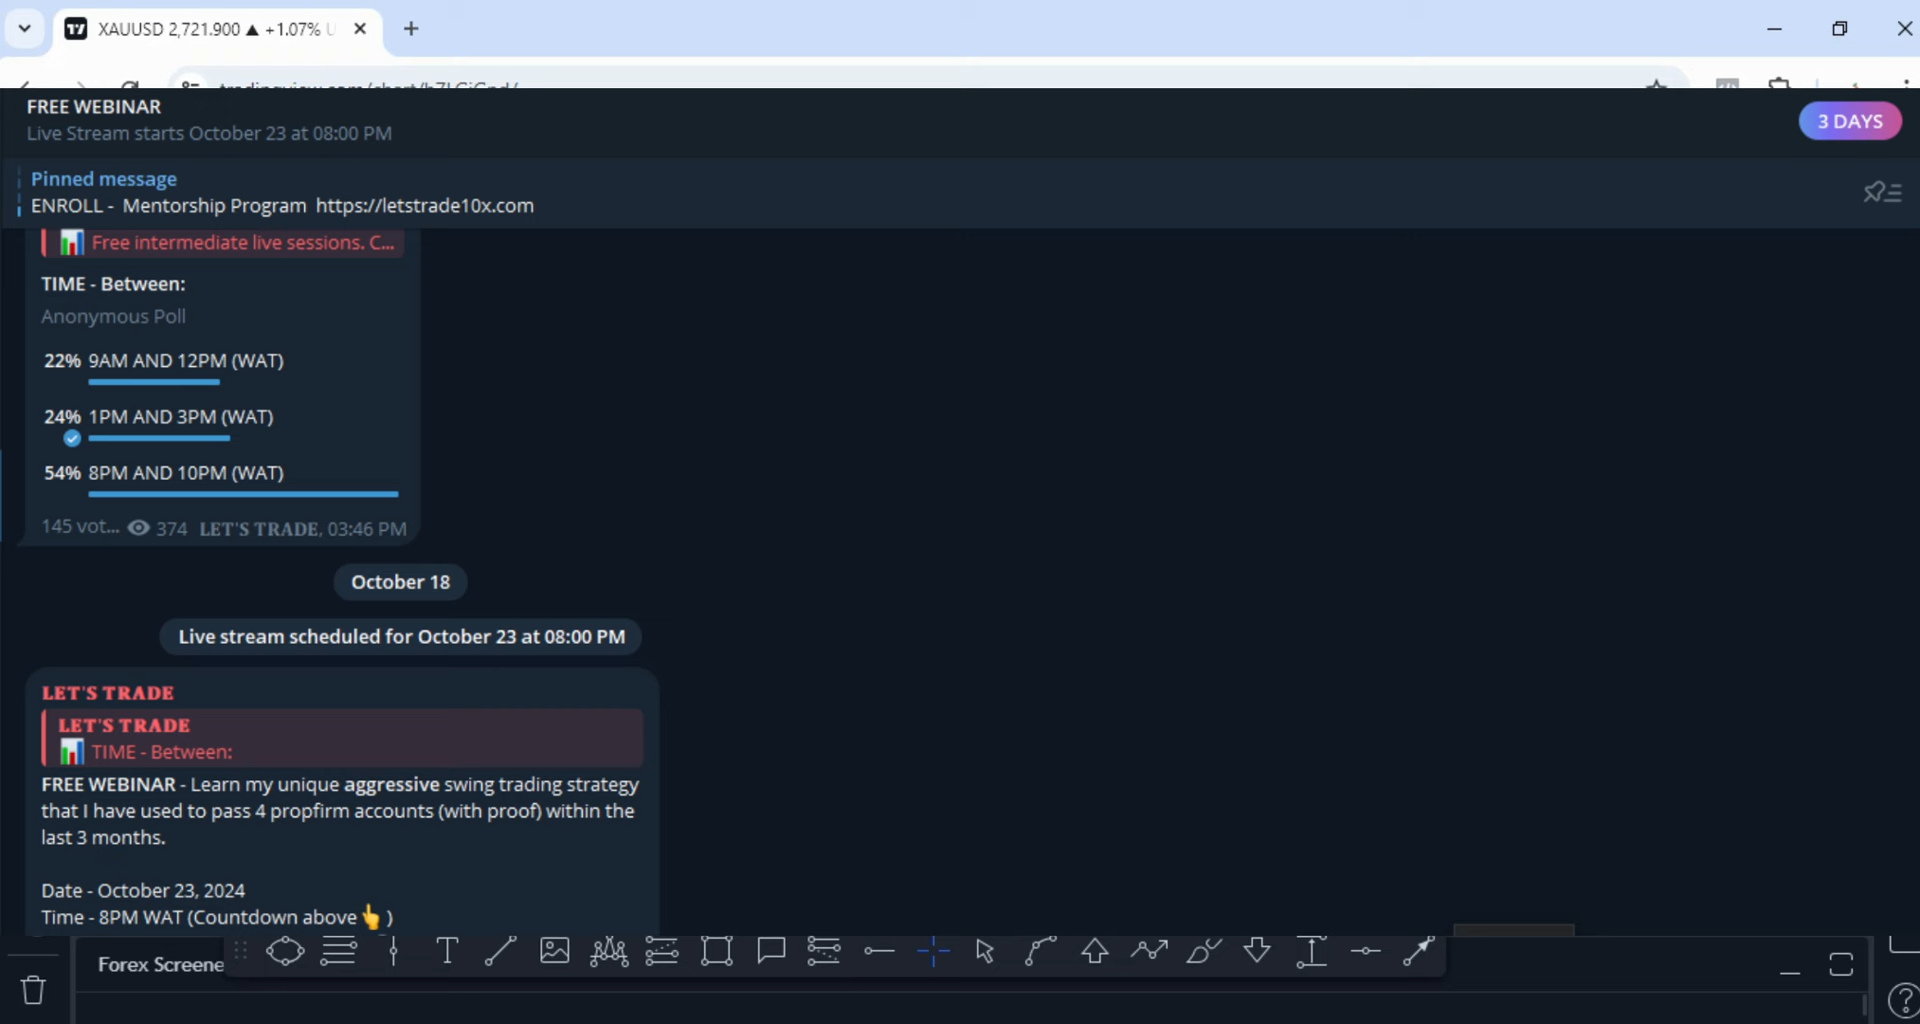 XAUUSD 2,721.900 ▲ +1.07%
FREE WEBINAR
Live Stream starts October 23 at 08:00 PM
3 DAYS
Pinned message
ENROLL - Mentorship Program https://letstrade10x.com
Free intermediate live sessions. C...
TIME - Between:
Anonymous Poll
22% 9AM AND 12PM (WAT)
24% 1PM AND 3PM (WAT)
54% 8PM AND 10PM (WAT)
145 vot... 374 LET'S TRADE, 03:46 PM
October 18
Live stream scheduled for October 23 at 08:00 PM
LET'S TRADE
LET'S TRADE
TIME - Between:
FREE WEBINAR - Learn my unique aggressive swing trading strategy
that I have used to pass 4 propfirm accounts (with proof) within the
last 3 months.
Date - October 23, 2024
Time - 8PM WAT (Countdown above 👆 )
Forex Screene